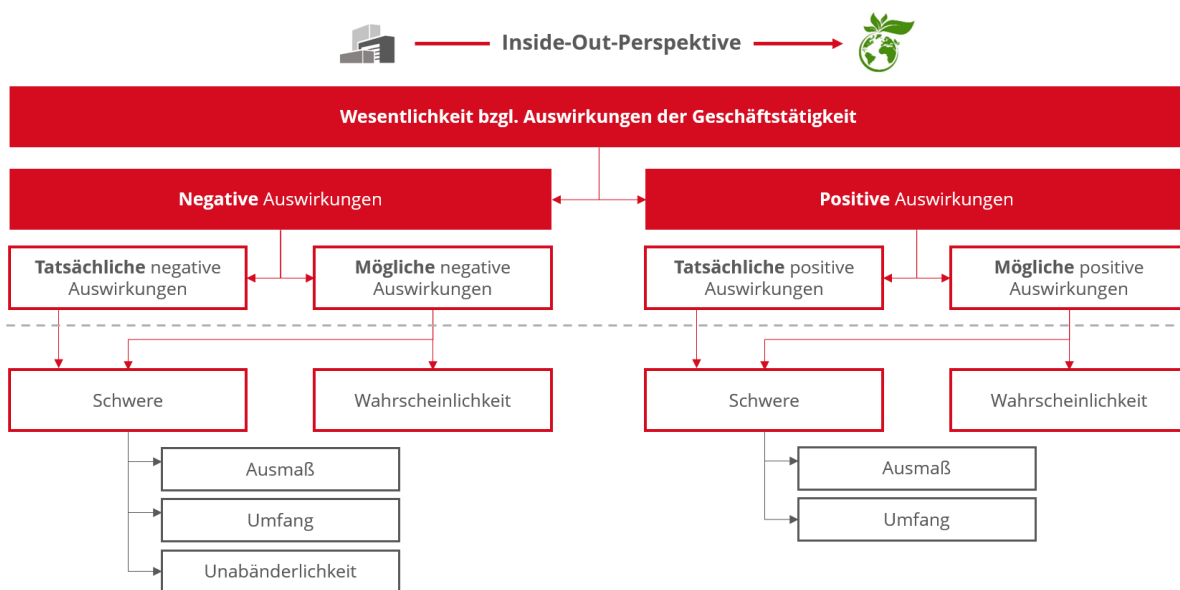 Inside-Out-Perspektive
Wesentlichkeit bzgl. Auswirkungen der Geschäftstätigkeit
Negative Auswirkungen
Positive Auswirkungen
Tatsächliche negative
Auswirkungen
Mögliche negative
Auswirkungen
Tatsächliche positive
Auswirkungen
Mögliche positive
Auswirkungen
Schwere
Wahrscheinlichkeit
Schwere
Wahrscheinlichkeit
Ausmaß
Umfang
Unabänderlichkeit
Ausmaß
Umfang